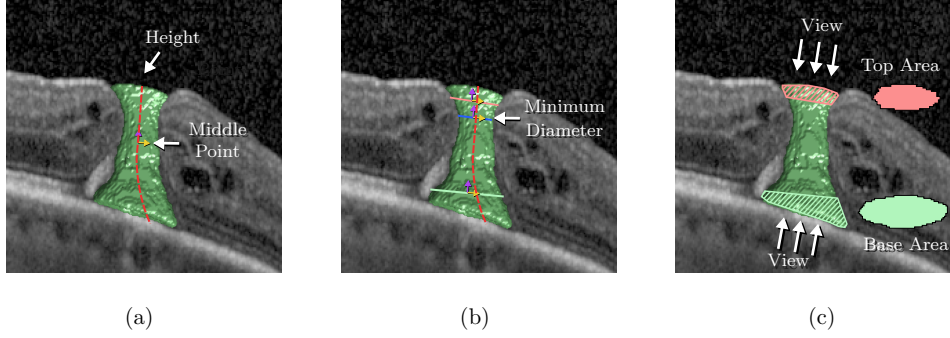 Height
Middle
Point
(a)
Minimum
Diameter
(b)
View
Top Area
Base Area
View
(c)